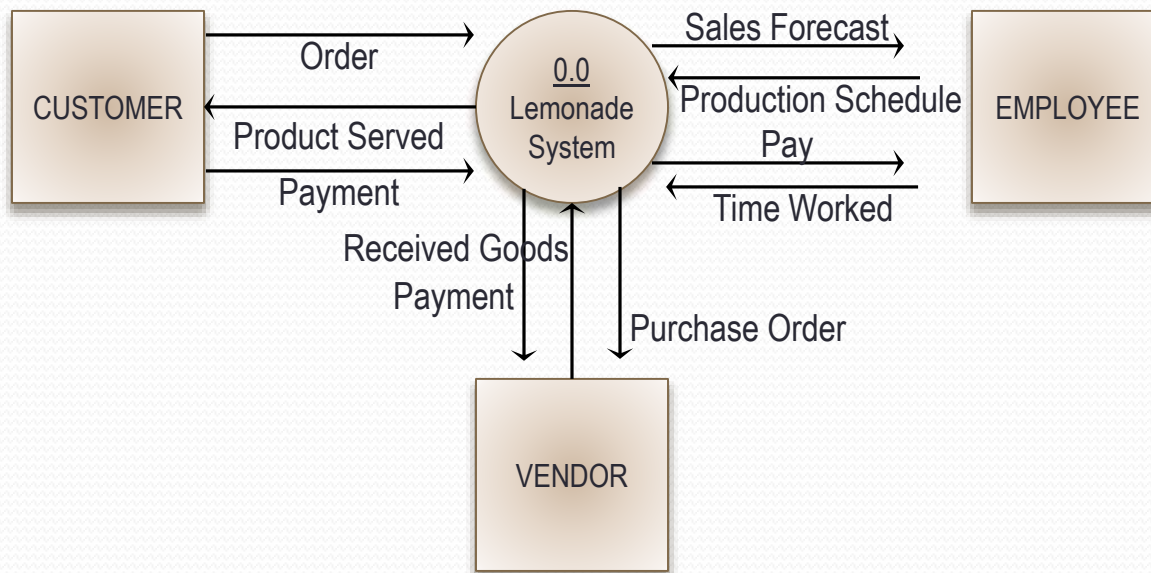 Sales Forecast
Order
0.0
Lemonade
System
CUSTOMER
Production Schedule
EMPLOYEE
Product Served
Pay
Payment
Time Worked
Received Goods
Payment
Purchase Order
VENDOR